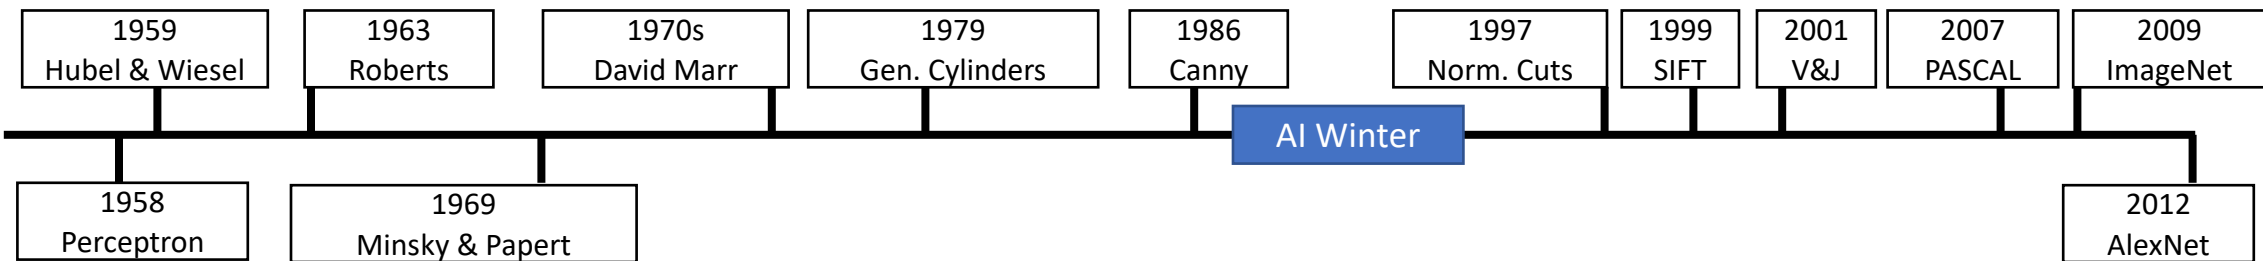 1959
Hubel & Wiesel
1963
Roberts
1970s
David Marr
1979
Gen. Cylinders
1986
Canny
1997
Norm. Cuts
1999
SIFT
2001
V&J
2007
PASCAL
2009
ImageNet
AI Winter
1958
Perceptron
1969
Minsky & Papert
2012
AlexNet